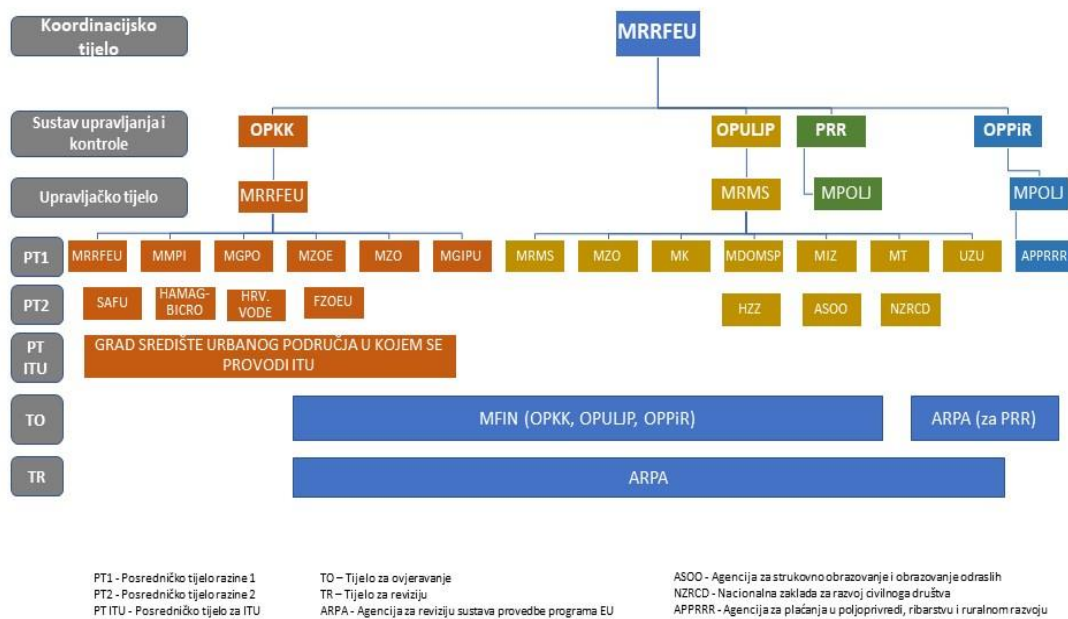 Koordinacijsko
tijelo
MRRFEU
Sustav upravljanja i
kontrole
OPKK
OPULJP
PRR
OPPiR
Upravljačko tijelo
MRRFEU
MRMS
MPOLJ
MPOLJ
PT1
MRRFEU
MMPI
MGPO
MZOE
MZO
MGIPU
MRMS
MZO
MK
MDOMSP
MIZ
MT
UZU
APPRRR
PT2
SAFU
HAMAG-
BICRO
HRV.
VODE
FZOEU
HZZ
ASOO
NZRCD
PT
ITU
GRAD SREDIŠTE URBANOG PODRUČJA U KOJEM SE
PROVODI ITU
TO
MFIN (OPKK, OPULJP, OPPiR)
ARPA (za PRR)
TR
ARPA
PT1 - Posredničko tijelo razine 1
PT2 - Posredničko tijelo razine 2
PT ITU - Posredničko tijelo za ITU
TO – Tijelo za ovjeravanje
TR – Tijelo za reviziju
ARPA - Agencija za reviziju sustava provedbe programa EU
ASOO - Agencija za strukovno obrazovanje i obrazovanje odraslih
NZRCD - Nacionalna zaklada za razvoj civilnoga društva
APPRRR - Agencija za plaćanja u poljoprivredi, ribarstvu i ruralnom razvoju